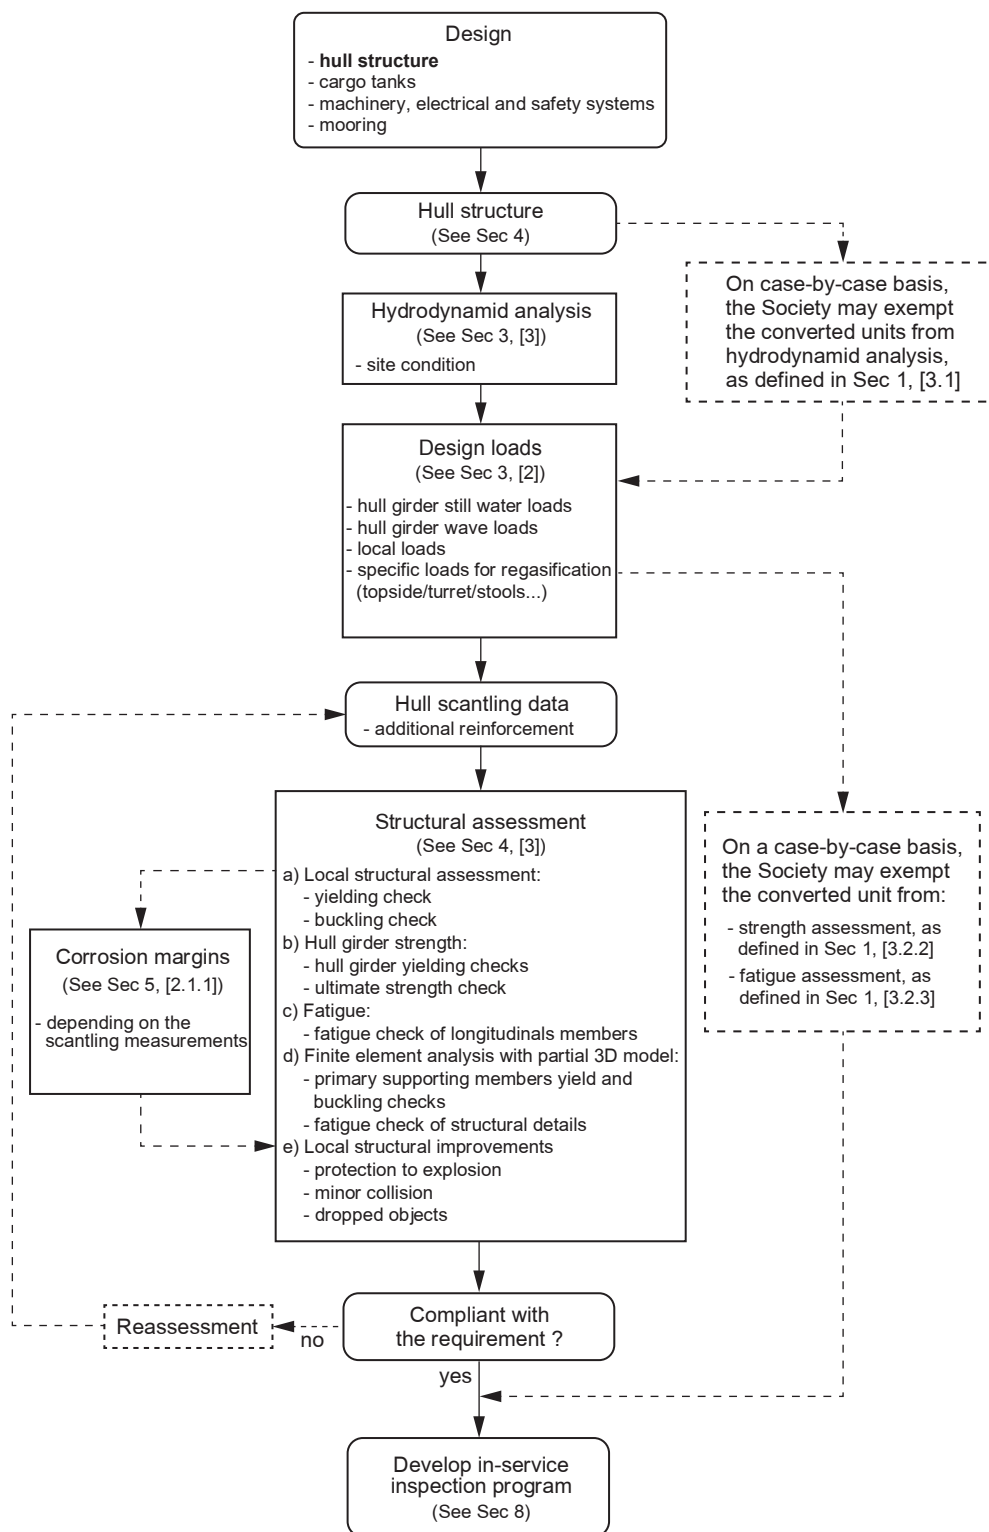 Design
- hull structure
- cargo tanks
- machinery, electrical and safety systems
- mooring
Hull structure
(See Sec 4)
On case-by-case basis,
the Society may exempt
the converted units from
hydrodynamid analysis,
as defined in Sec 1, [3.1]
Hydrodynamid analysis
(See Sec 3, [3])
- site condition
Design loads
(See Sec 3, [2])
- hull girder still water loads
- hull girder wave loads
- local loads
- specific loads for regasification
(topside/turret/stools...)
Hull scantling data
- additional reinforcement
Structural assessment
(See Sec 4, [3])
a) Local structural assessment:
- yielding check
- buckling check
b) Hull girder strength:
- hull girder yielding checks
- ultimate strength check
c) Fatigue:
- fatigue check of longitudinals members
d) Finite element analysis with partial 3D model:
- primary supporting members yield and
buckling checks
- fatigue check of structural details
e) Local structural improvements
- protection to explosion
- minor collision
- dropped objects
On a case-by-case basis,
the Society may exempt
the converted unit from:
- strength assessment, as
defined in Sec 1, [3.2.2]
- fatigue assessment, as
defined in Sec 1, [3.2.3]
Corrosion margins
(See Sec 5, [2.1.1])
- depending on the
scantling measurements
Compliant with
the requirement ?
Reassessment
no
yes
Develop in-service
inspection program
(See Sec 8)